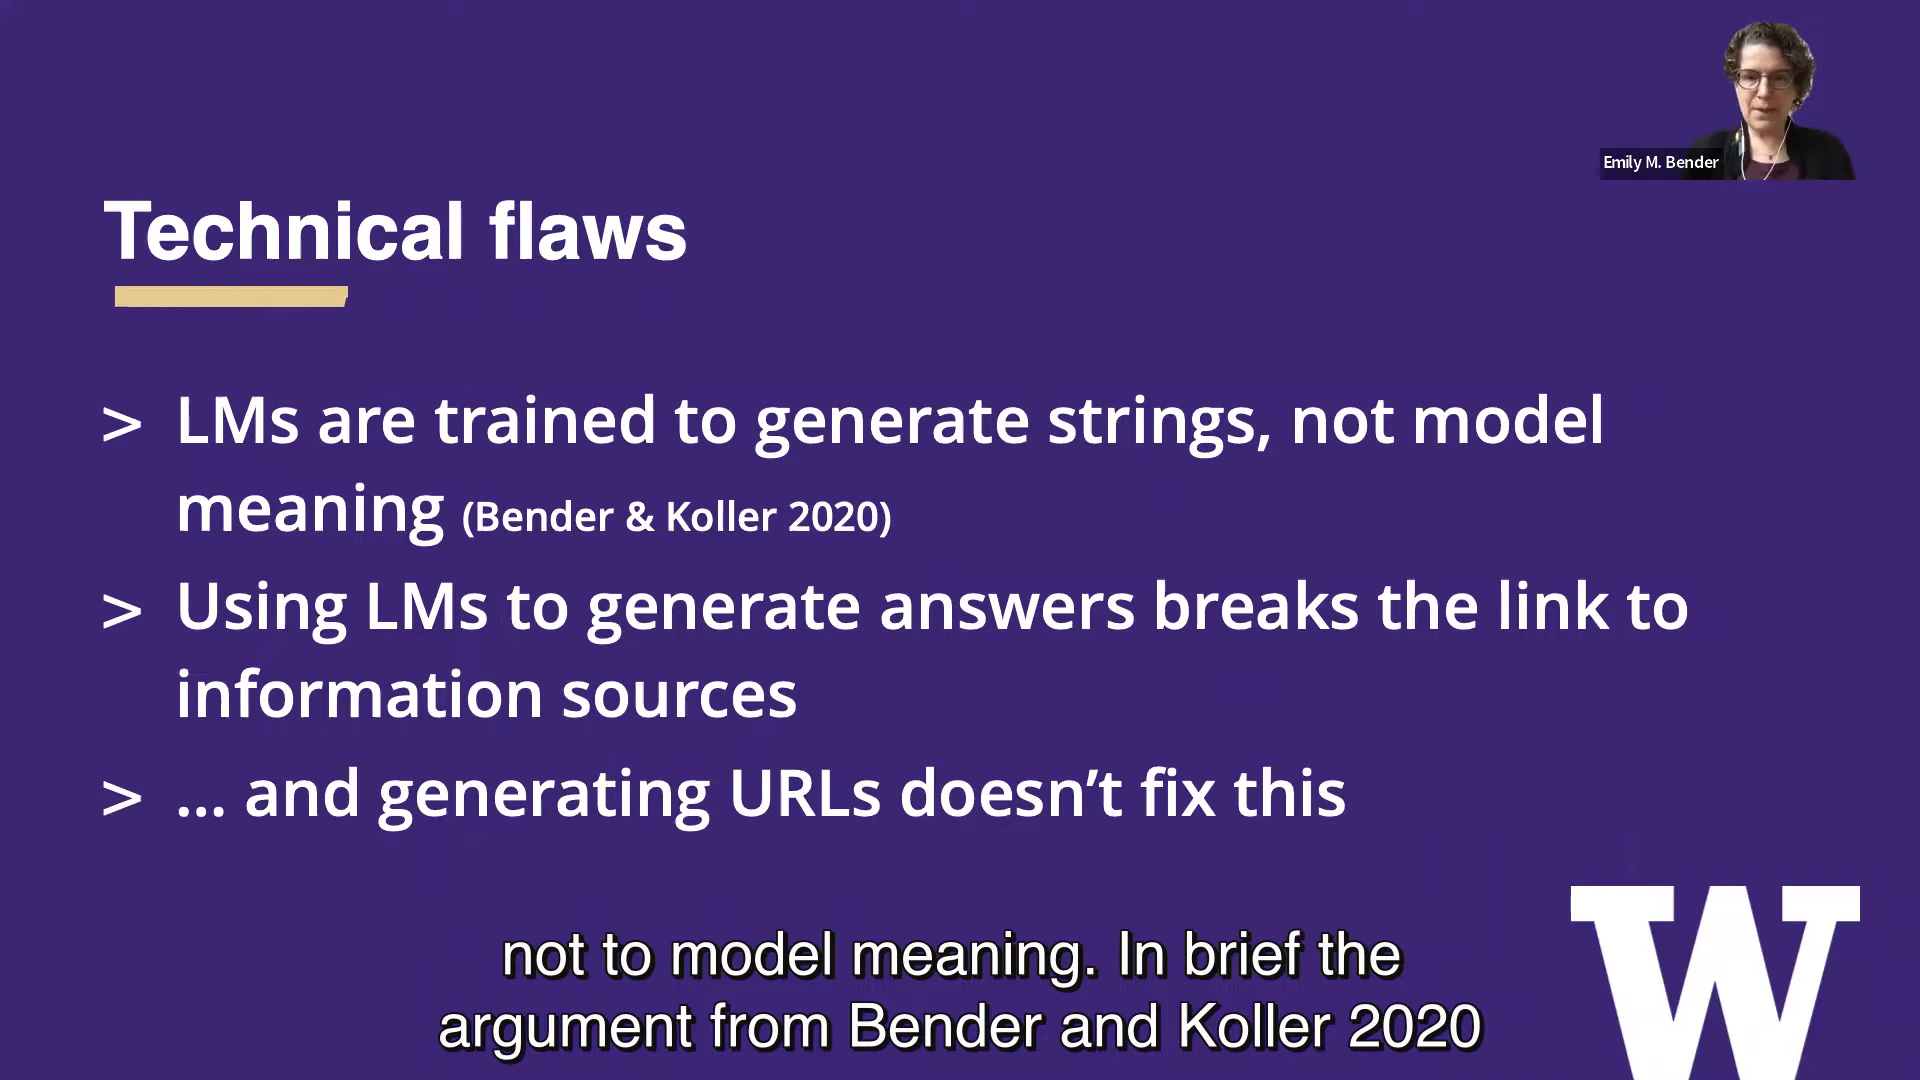 Emily M. Bender
Technical flaws
> LMs are trained to generate strings, not model
meaning (Bender & Koller 2020)
> Using LMs to generate answers breaks the link to
information sources
> ... and generating URLs doesn’t fix this
not to model meaning. In brief the
argument from Bender and Koller 2020
W